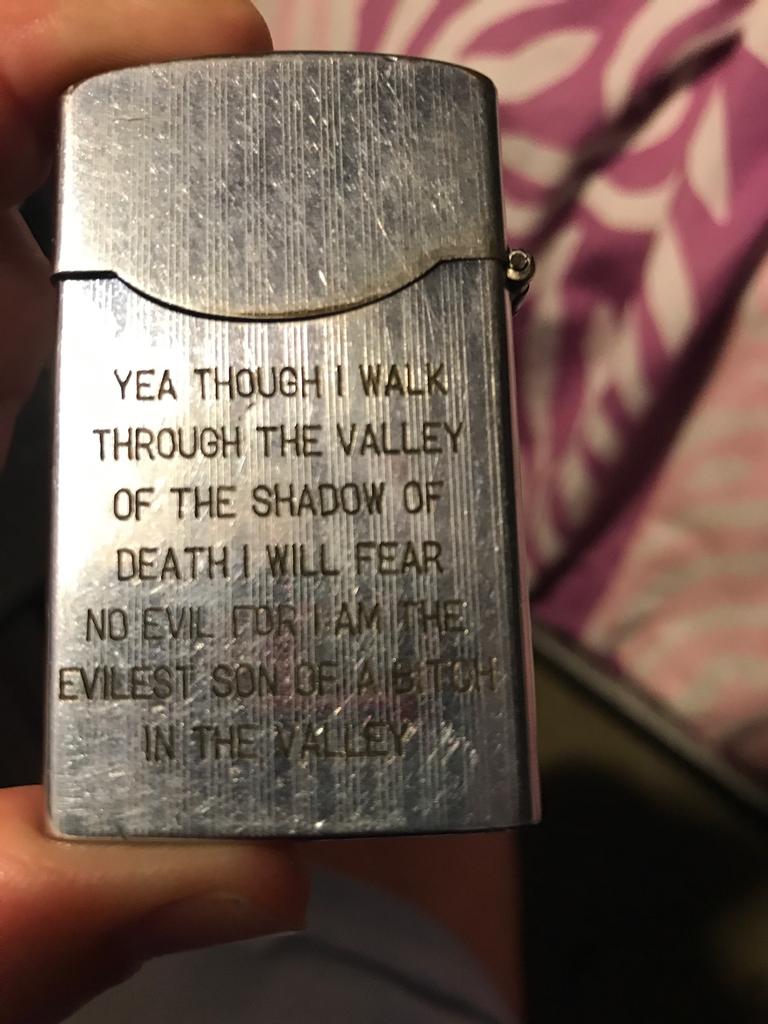 YEA THOUGH I WALK
THROUGH THE VALLEY
OF THE SHADOW OF
DEATH I WILL FEAR
NO EVIL FOR I AM THE
EVILEST SON OF A BITCH
IN THE VALLEY